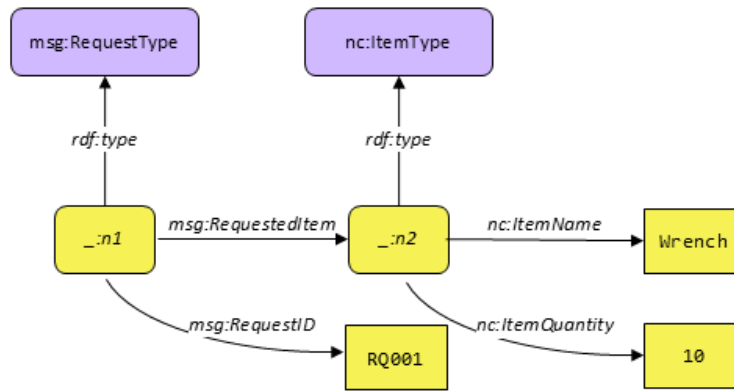 msg:RequestType
nc:ItemType
rdf:type
rdf:type
_:n1
msg:RequestedItem
_:n2
nc:ItemName
Wrench
msg:RequestID
RQ001
nc:ItemQuantity
10